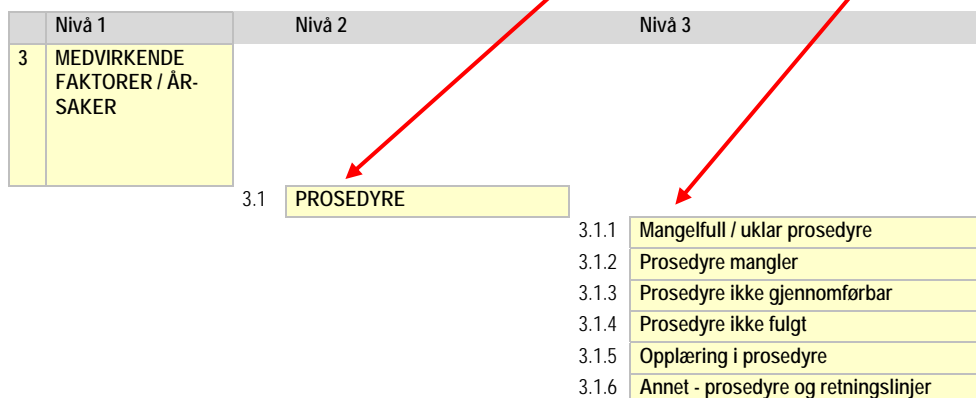 Nivå 1 Nivå 2 Nivå 3
3 MEDVIRKENDE
FAKTORER / ÅR-
SAKER
3.1 PROSEDYRE
3.1.1 Mangelfull / uklar prosedyre
3.1.2 Prosedyre mangler
3.1.3 Prosedyre ikke gjennomførbar
3.1.4 Prosedyre ikke fulgt
3.1.5 Opplæring i prosedyre
3.1.6 Annet - prosedyre og retningslinjer